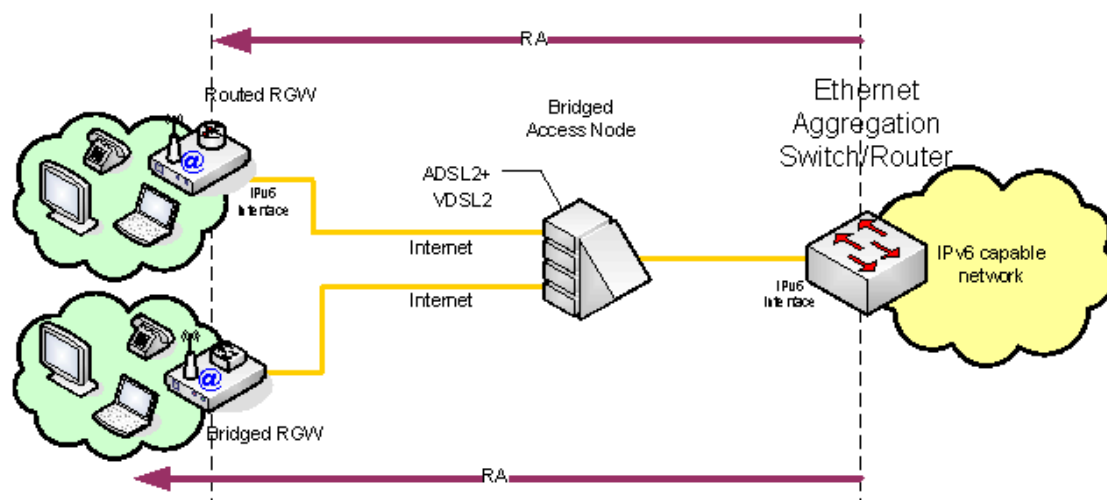 RA
Routed RGW
Bridged
Access Node
Ethernet
Aggregation
Switch/Router
ADSL2+
VDSL2
@
IPv6
Interface
Internet
Internet
IPv6
Interface
IPv6 capable
network
@
Bridged RGW
RA